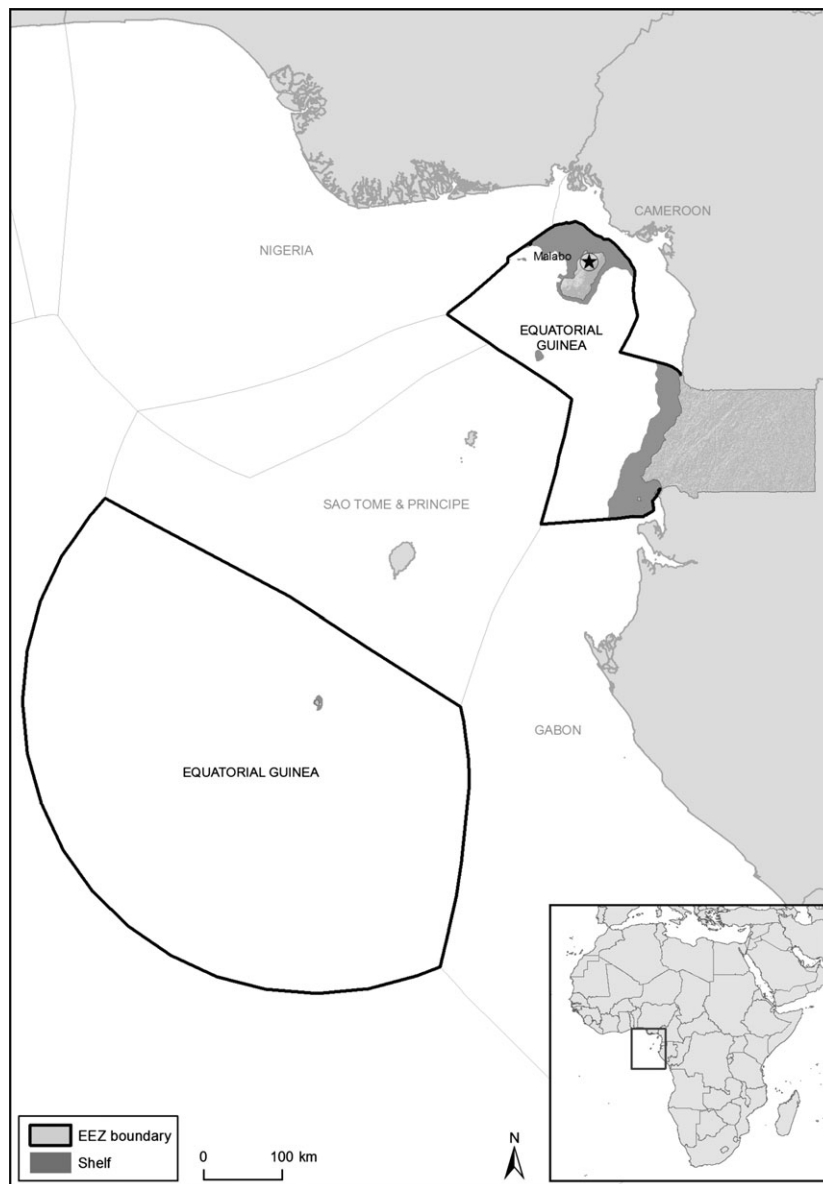 CAMEROON
NIGERIA
Malabo
EQUATORIAL
GUINEA
SAO TOME & PRINCIPE
GABON
EQUATORIAL GUINEA
EEZ boundary
Shelf
0 100 km
N